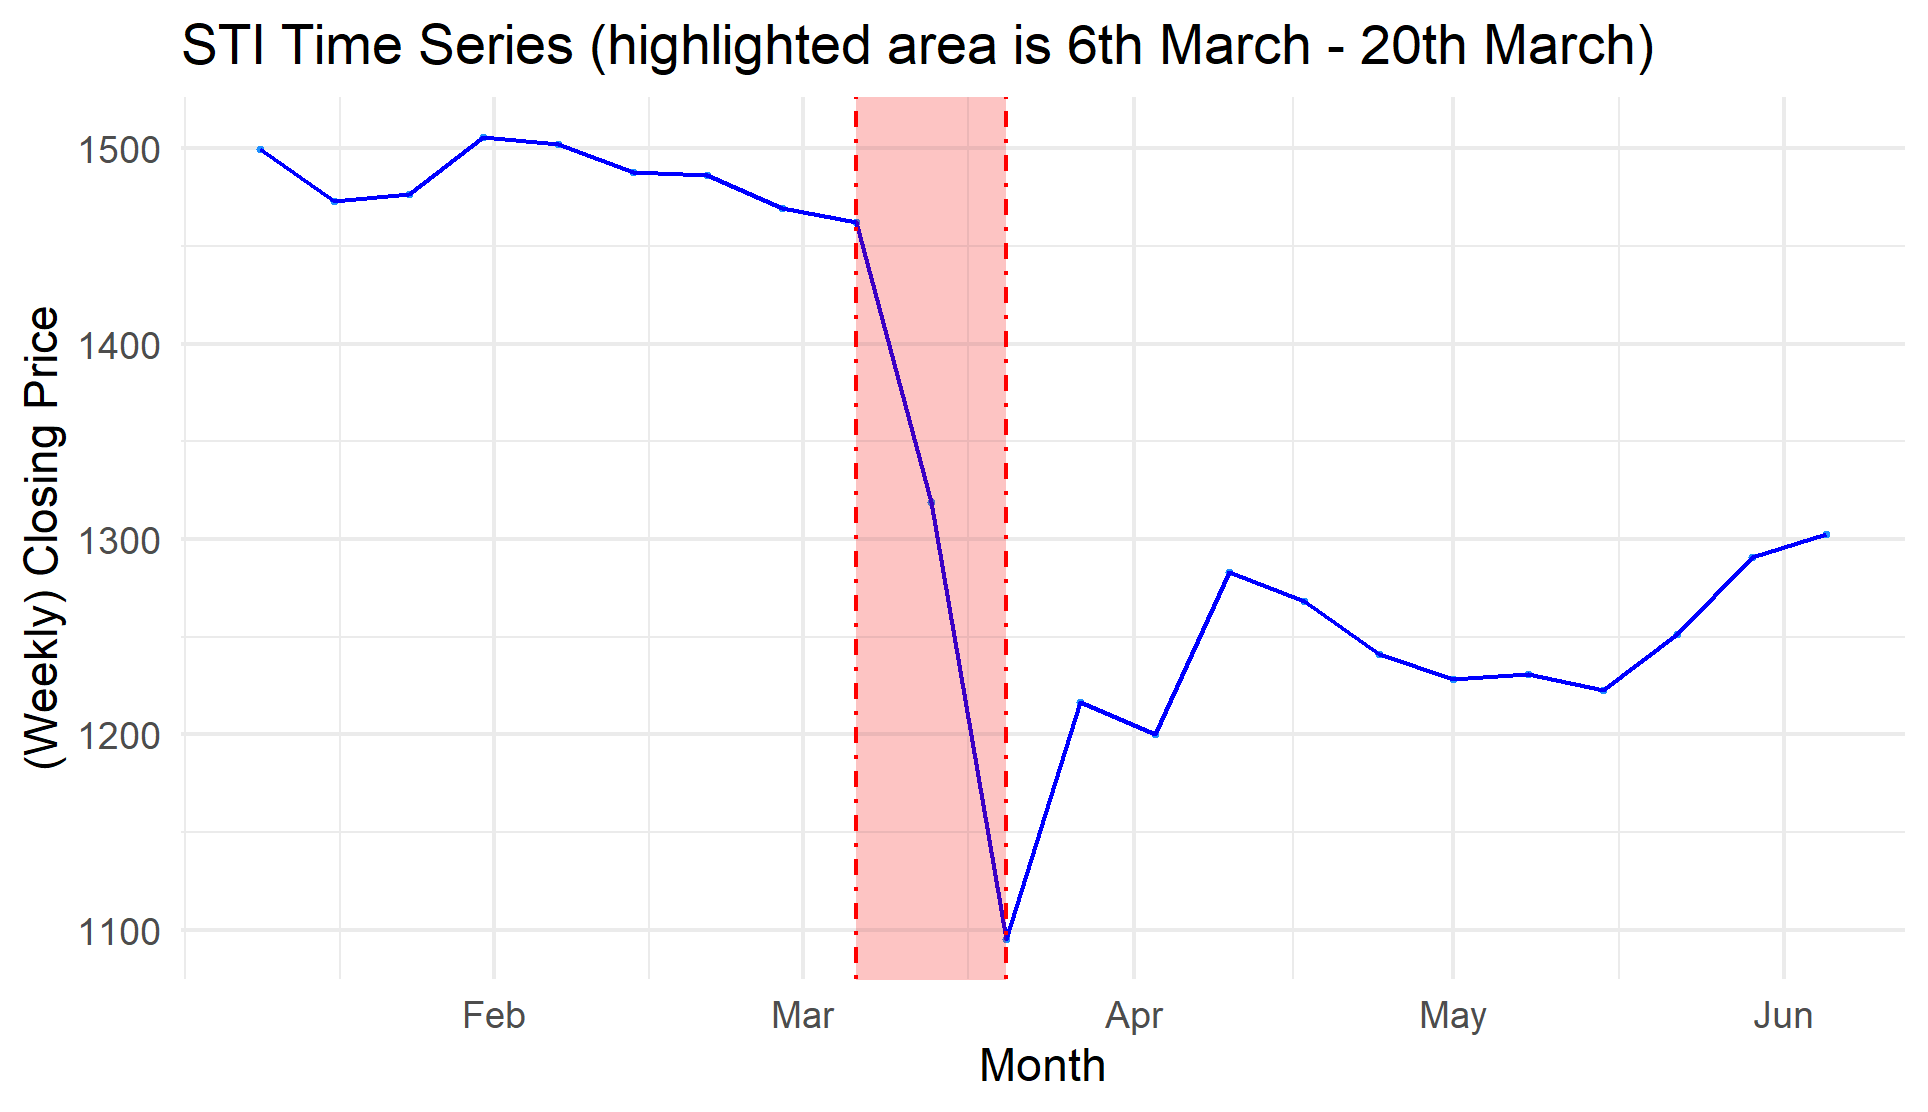 STI Time Series (highlighted area is 6th March - 20th March)
1500
1400
1300
1200
1100
(Weekly) Closing Price
Feb Mar Apr May Jun
Month